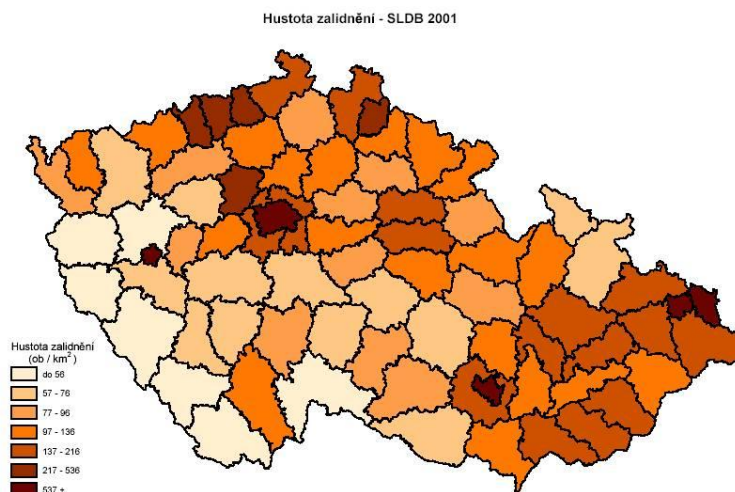 Hustota zalidnění - SLDB 2001
Hustota zalidnění
(ob / km²)
do 56
57 - 76
77 - 96
97 - 136
137 - 216
217 - 536
537 +